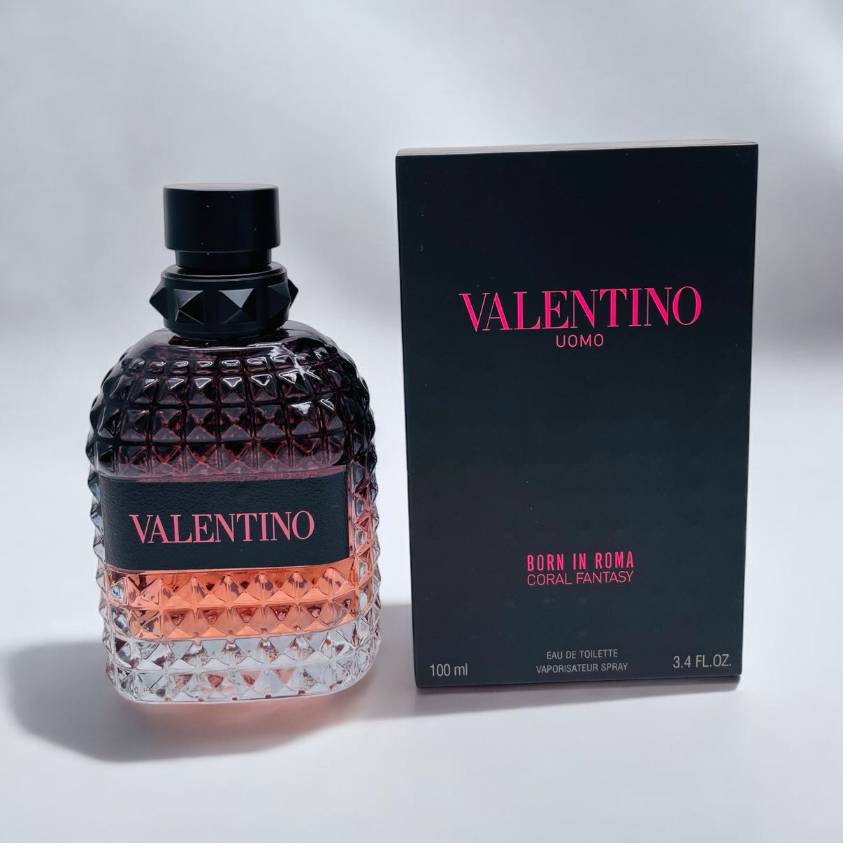 VALENTINO
VALENTINO
UOMO
BORN IN ROMA
CORAL FANTASY
EAU DE TOILETTE
VAPORISATEUR SPRAY
100 ml
3.4 FL.OZ.